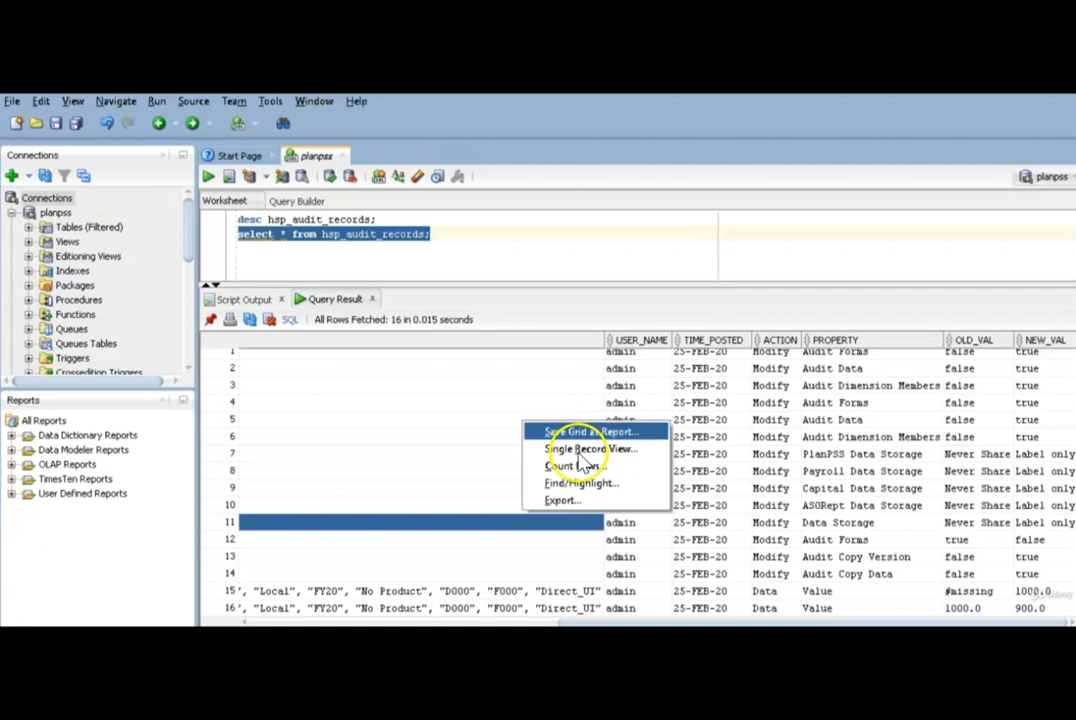 File Edit View Navigate Run Source Team Tools Window Help
Connections
Start Page
planpss
planpss
Worksheet Query Builder
Connections
planpss
Tables (Filtered)
Views
Editioning Views
Indexes
Packages
Procedures
Functions
Queues
Queues Tables
Triggers
Crossedition Triggers
desc hsp_audit_records;
select * from hsp_audit_records;
Script Output
Query Result
SQL
All Rows Fetched: 16 in 0.015 seconds
USER_NAME TIME_POSTED ACTION PROPERTY OLD_VAL NEW_VAL
1 admin 25-FEB-20 Modify Audit Forms false true
2 admin 25-FEB-20 Modify Audit Data false true
3 admin 25-FEB-20 Modify Audit Dimension Members false true
4 admin 25-FEB-20 Modify Audit Forms false true
5 admin 25-FEB-20 Modify Audit Data false true
6 25-FEB-20 Modify Audit Dimension Members false true
7 25-FEB-20 Modify PlanPSS Data Storage Never Share Label only
8 25-FEB-20 Modify Payroll Data Storage Never Share Label only
9 25-FEB-20 Modify Capital Data Storage Never Share Label only
10 25-FEB-20 Modify ASORept Data Storage Never Share Label only
11 admin 25-FEB-20 Modify Data Storage Never Share Label only
12 admin 25-FEB-20 Modify Audit Forms true false
13 admin 25-FEB-20 Modify Audit Copy Version false true
14 admin 25-FEB-20 Modify Audit Copy Data false true
15 ', "Local", "FY20", "No Product", "D000", "F000", "Direct_UI" admin 25-FEB-20 Data Value #missing 1000.0
16 ', "Local", "FY20", "No Product", "D000", "F000", "Direct_UI" admin 25-FEB-20 Data Value 1000.0 900.0
Save Grid as Report...
Single Record View...
Count Rows...
Find/Highlight...
Export...
Reports
All Reports
Data Dictionary Reports
Data Modeler Reports
OLAP Reports
TimesTen Reports
User Defined Reports